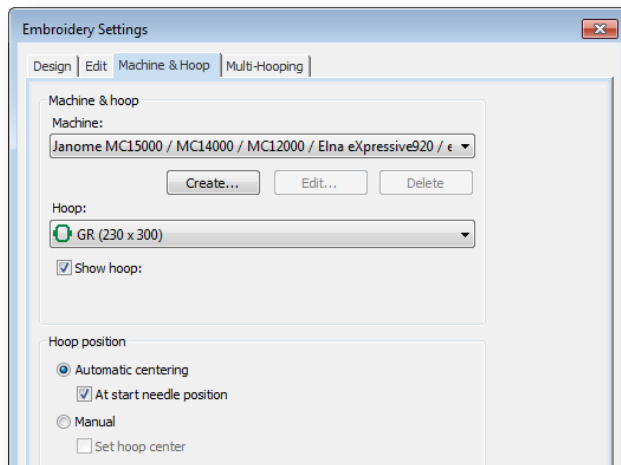 Embroidery Settings
Design Edit Machine & Hoop Multi-Hooping
Machine & hoop
Machine:
Janome MC15000 / MC14000 / MC12000 / Elna eXpressive920 / e
Create... Edit... Delete
Hoop:
GR (230 x 300)
Show hoop:
Hoop position
Automatic centering
At start needle position
Manual
Set hoop center